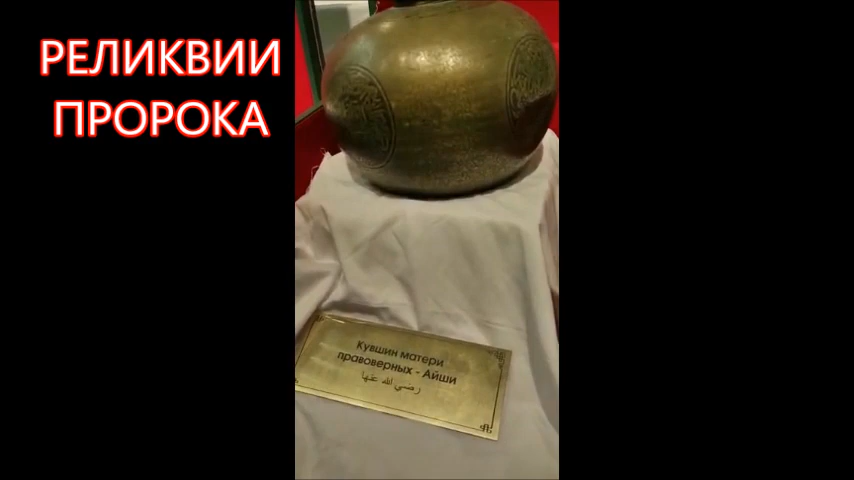 РЕЛИКВИИ
ПРОРОКА
Кувшин матери
правоверных - Айши
رضي الله عنها